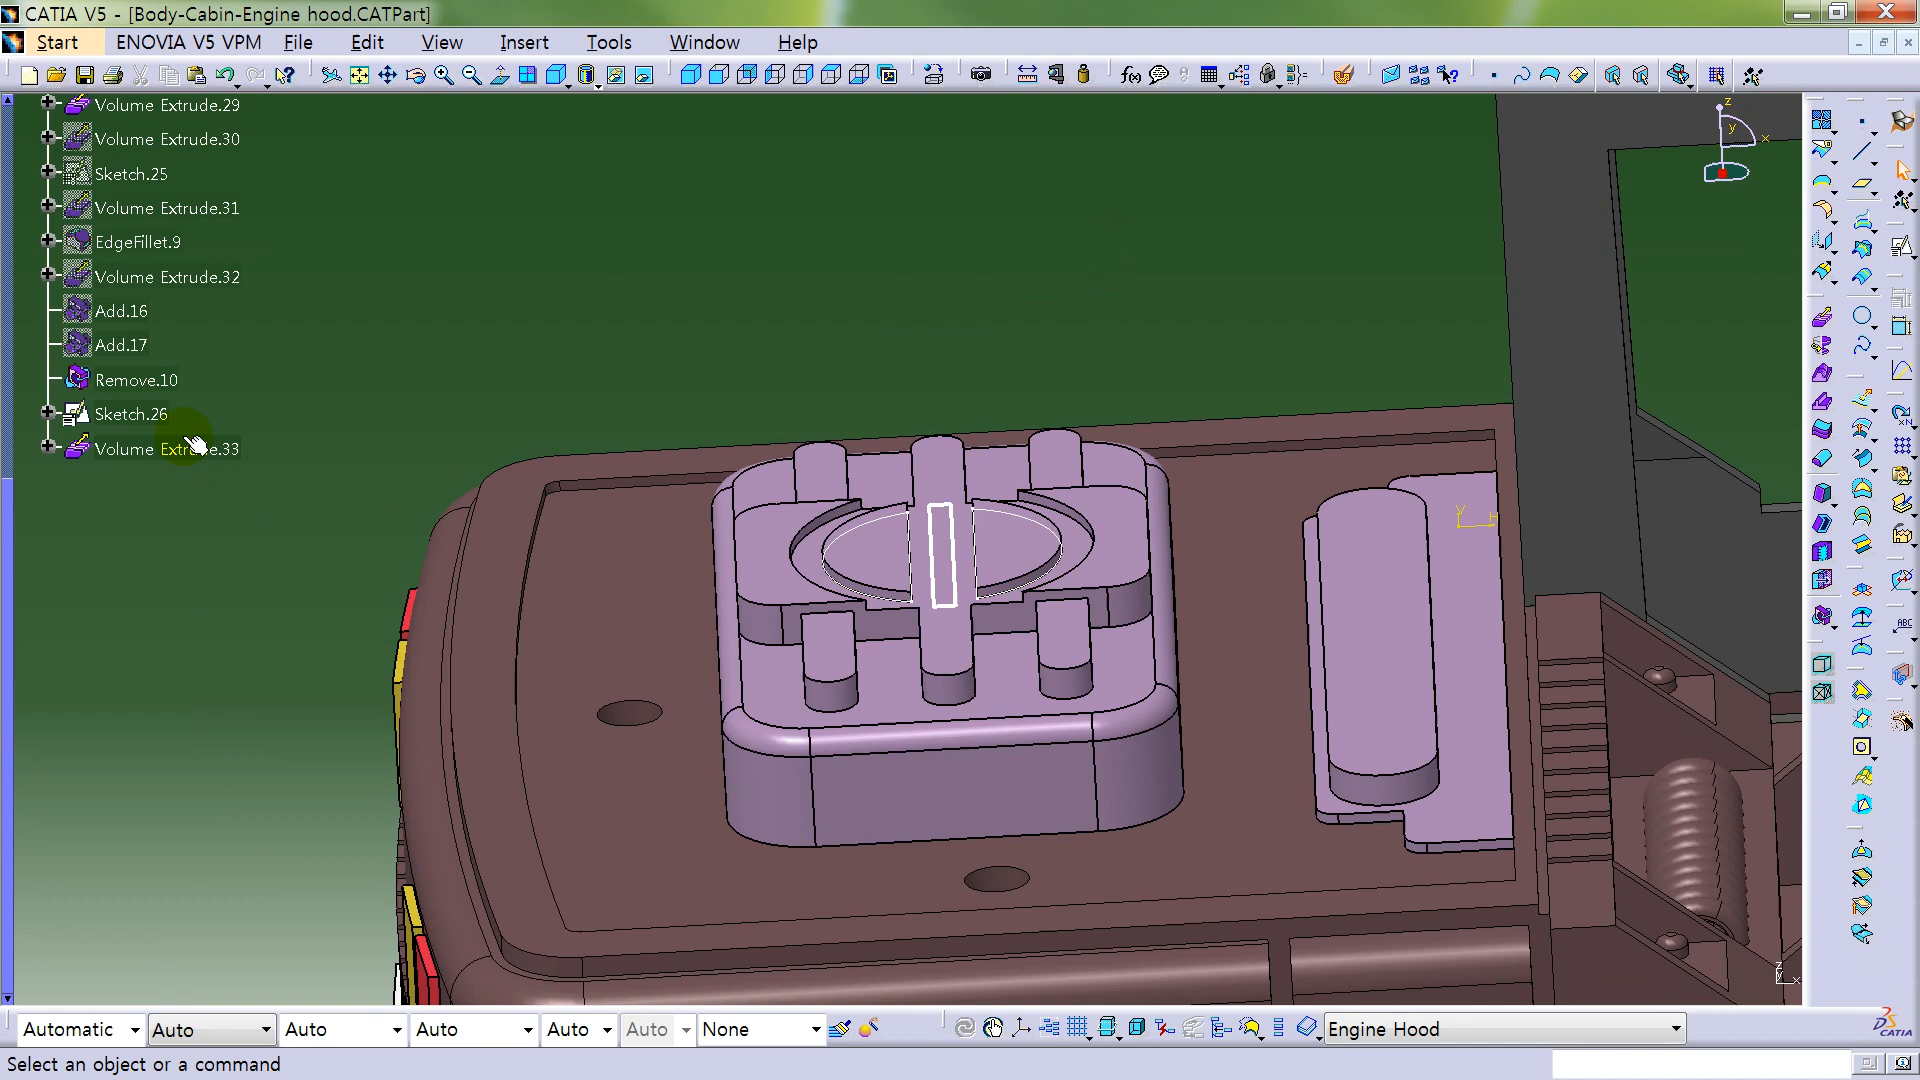 CATIA V5 - [Body-Cabin-Engine hood.CATPart]
Start ENOVIA V5 VPM File Edit View Insert Tools Window Help
Volume Extrude.29
Volume Extrude.30
Sketch.25
Volume Extrude.31
EdgeFillet.9
Volume Extrude.32
Add.16
Add.17
Remove.10
Sketch.26
Volume Extrude.33
z
y
x
Y
H
z
y
x
Automatic Auto Auto Auto Auto Auto None Engine Hood
CATIA
Select an object or a command